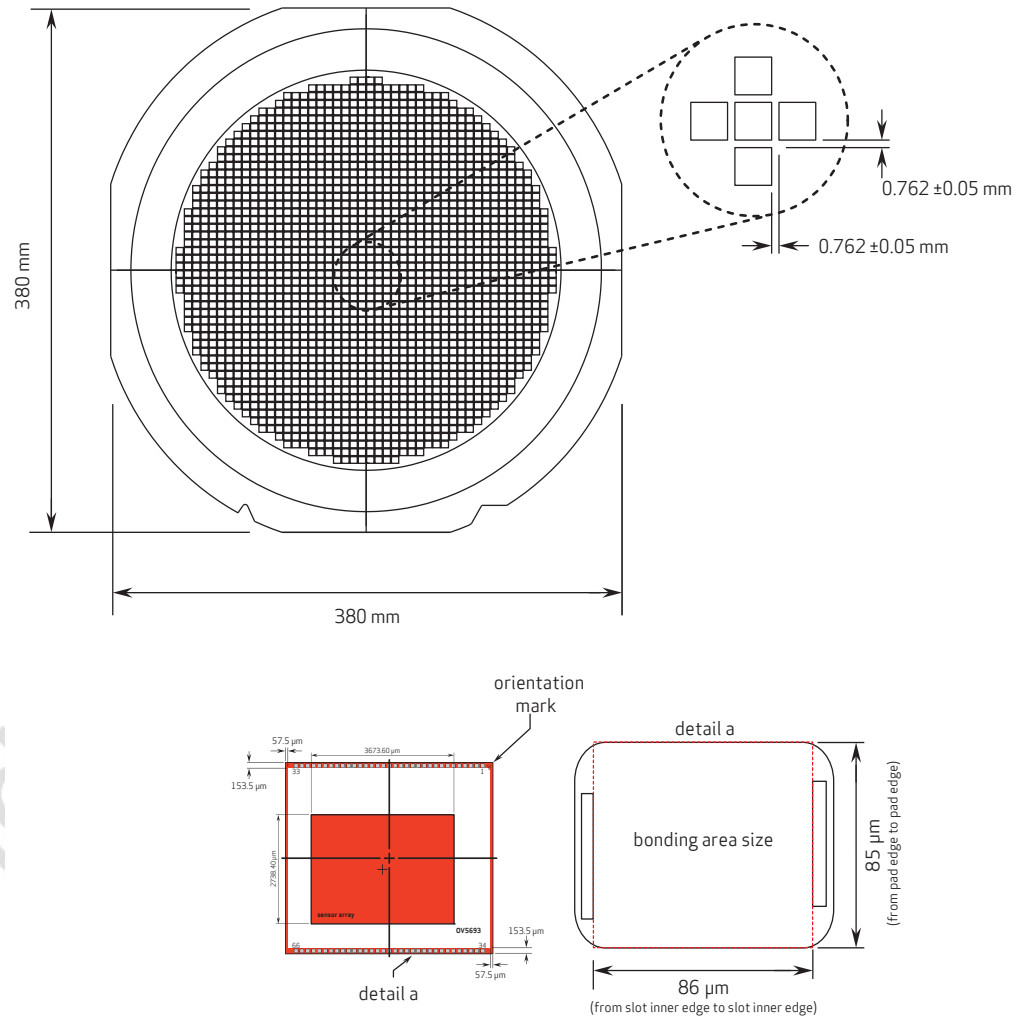 380 mm
0.762 ±0.05 mm
0.762 ±0.05 mm
380 mm
orientation
mark
detail a
57.5 µm
3673.60 µm
33
1
153.5 µm
85 µm
(from pad edge to pad edge)
bonding area size
2738.40 µm
sensor array
OV5693
153.5 µm
66
34
57.5 µm
detail a
86 µm
(from slot inner edge to slot inner edge)